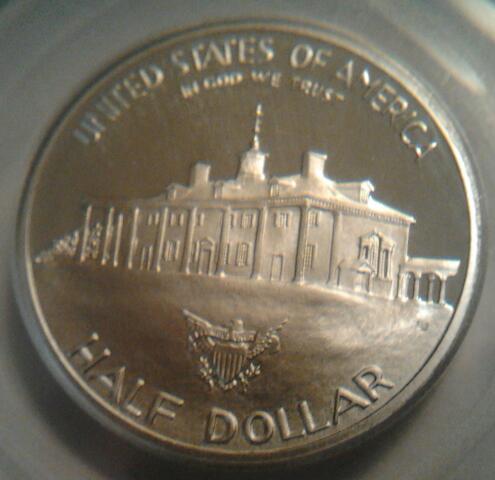 UNITED STATES OF AMERICA
IN GOD WE TRUST
HALF DOLLAR